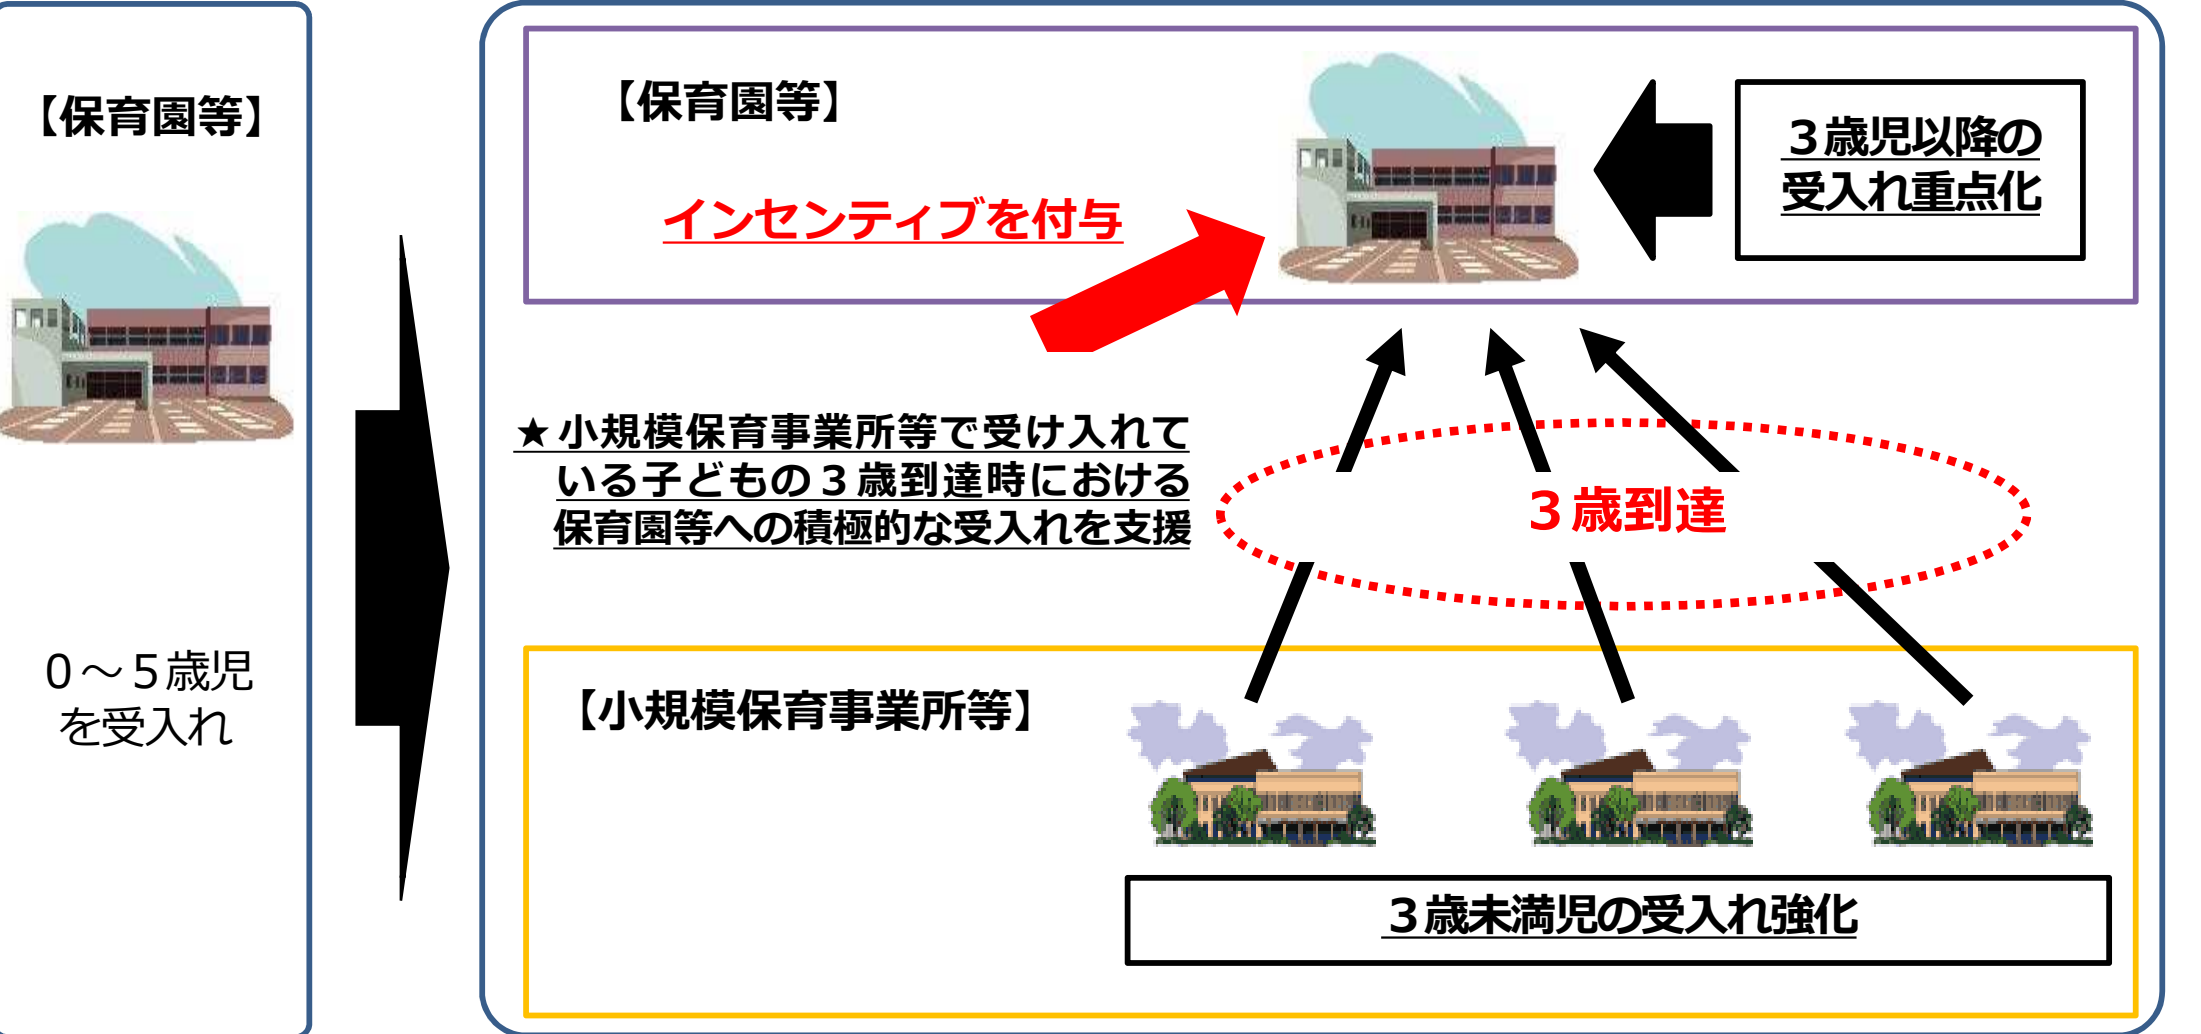 【保育園等】
０～５歳児
を受入れ
【保育園等】
インセンティブを付与
３歳児以降の
受入れ重点化
★小規模保育事業所等で受け入れて
いる子どもの３歳到達時における
保育園等への積極的な受入れを支援
３歳到達
【小規模保育事業所等】
３歳未満児の受入れ強化